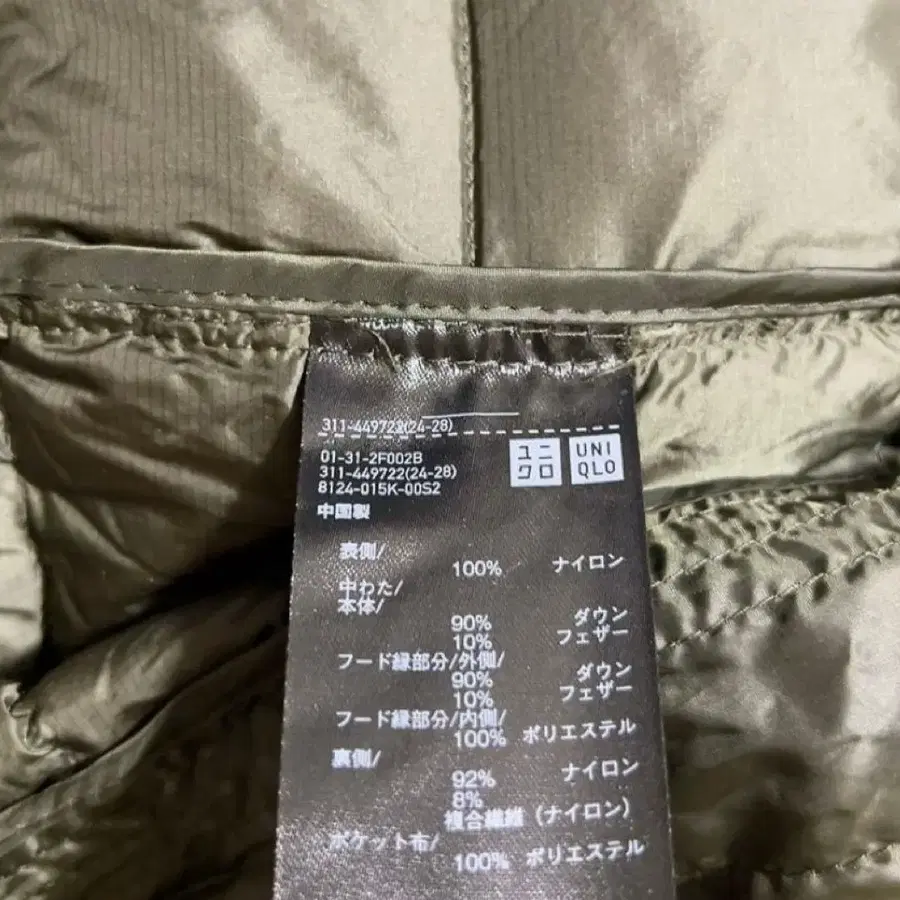 311-449722(24-28)
01-31-2F002B
311-449722(24-28)
8124-015K-00S2
ユニクロ
UNIQLO
中国製
表側/
100% ナイロン
中わた/
本体/
90% ダウン
10% フェザー
フード縁部分/外側/
90% ダウン
10% フェザー
フード縁部分/内側/
100% ポリエステル
裏側/
92% ナイロン
8%
複合繊維(ナイロン)
ポケット布/
100% ポリエステル